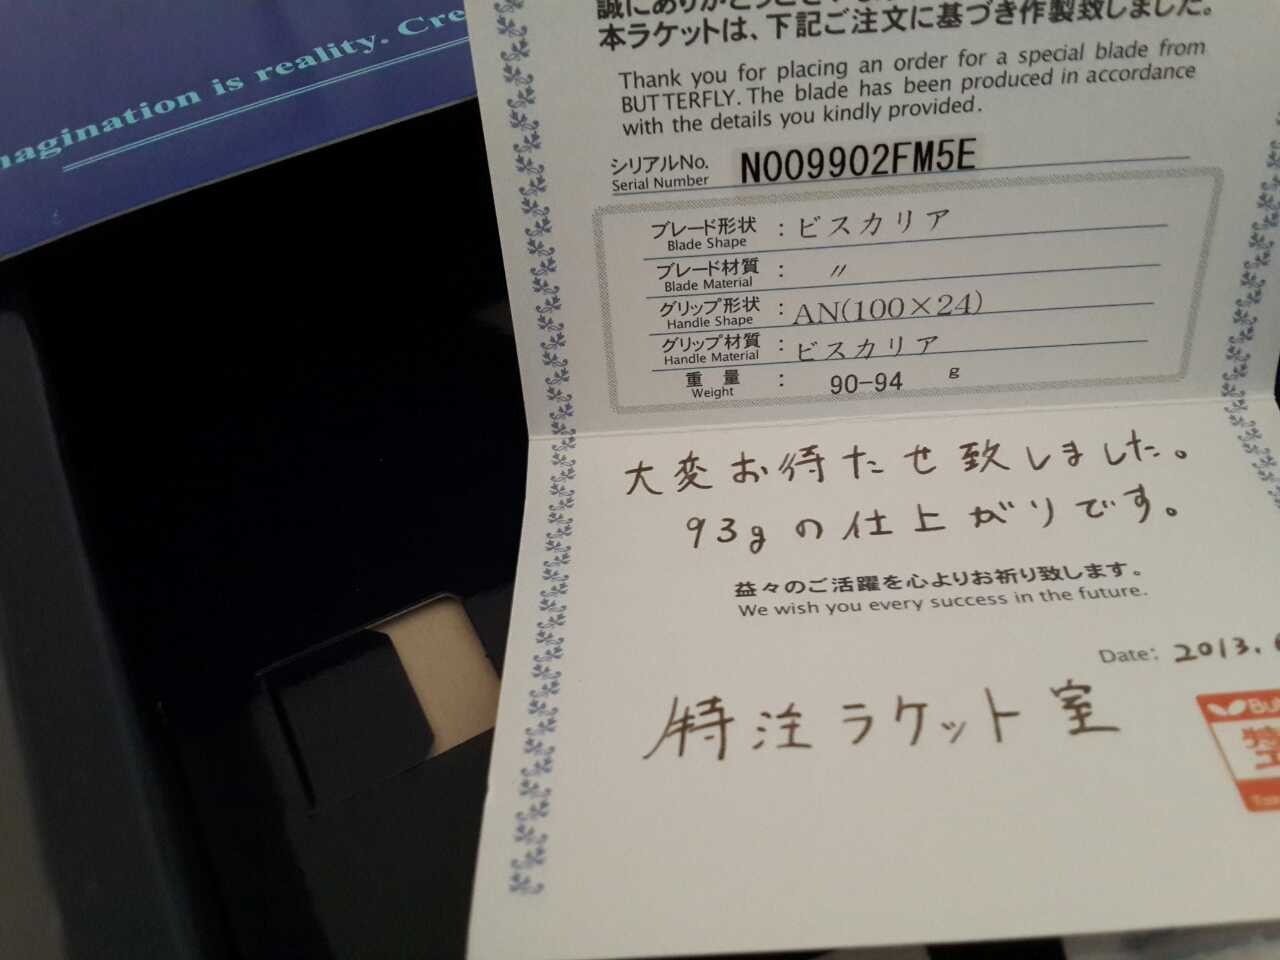 agination is reality. Cre
本ラケットは、下記ご注文に基づき作製致しました。
Thank you for placing an order for a special blade from
BUTTERFLY. The blade has been produced in accordance
with the details you kindly provided.
シリアルNo. N009902FM5E
Serial Number
ブレード形状 : ビスカリア
Blade Shape
ブレード材質 : 〃
Blade Material
グリップ形状 : AN(100×24)
Handle Shape
グリップ材質 : ビスカリア
Handle Material
重 量 : 90-94 g
Weight
大変お待たせ致しました。
93gの仕上がりです。
益々のご活躍を心よりお祈り致します。
We wish you every success in the future.
Date: 2013.
特注ラケット室